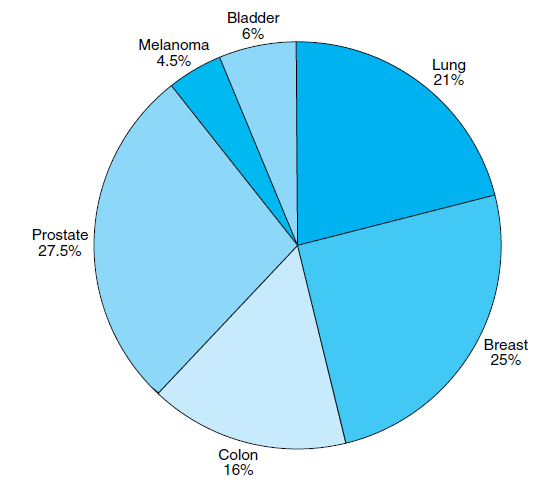 Bladder
6%
Melanoma
4.5%
Lung
21%
Prostate
27.5%
Breast
25%
Colon
16%